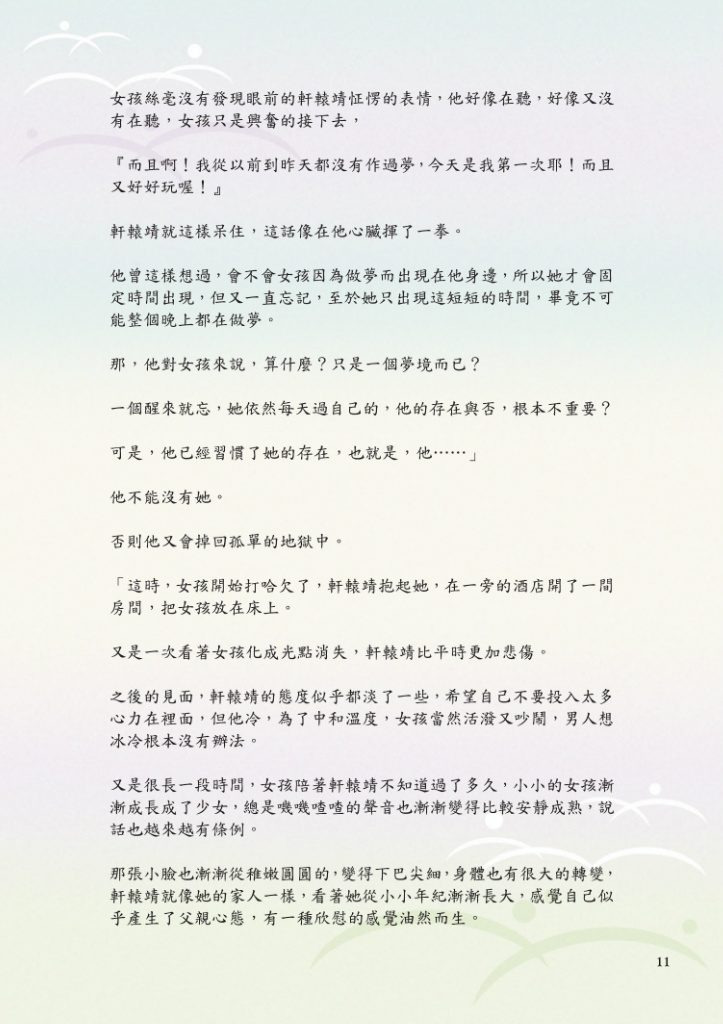 女孩絲毫沒有發現眼前的軒轅靖怔愣的表情，他好像在聽，好像又沒
有在聽，女孩只是興奮的接下去，
『而且啊！我從以前到昨天都沒有作過夢，今天是我第一次耶！而且
又好好玩喔！』
軒轅靖就這樣呆住，這話像在他心臟揮了一拳。
他曾這樣想過，會不會女孩因為做夢而出現在他身邊，所以她才會固
定時間出現，但又一直忘記，至於她只出現這短短的時間，畢竟不可
能整個晚上都在做夢。
那，他對女孩來說，算什麼？只是一個夢境而已？
一個醒來就忘，她依然每天過自己的，他的存在與否，根本不重要？
可是，他已經習慣了她的存在，也就是，他⋯⋯」
他不能沒有她。
否則他又會掉回孤單的地獄中。
「這時，女孩開始打哈欠了，軒轅靖抱起她，在一旁的酒店開了一間
房間，把女孩放在床上。
又是一次看著女孩化成光點消失，軒轅靖比平時更加悲傷。
之後的見面，軒轅靖的態度似乎都淡了一些，希望自己不要投入太多
心力在裡面，但他冷，為了中和溫度，女孩當然活潑又吵鬧，男人想
冰冷根本沒有辦法。
又是很長一段時間，女孩陪著軒轅靖不知道過了多久，小小的女孩漸
漸成長成了少女，總是嘰嘰喳喳的聲音也漸漸變得比較安靜成熟，說
話也越來越有條例。
那張小臉也漸漸從稚嫩圓圓的，變得下巴尖細，身體也有很大的轉變，
軒轅靖就像她的家人一樣，看著她從小小年紀漸漸長大，感覺自己似
乎產生了父親心態，有一種欣慰的感覺油然而生。
11